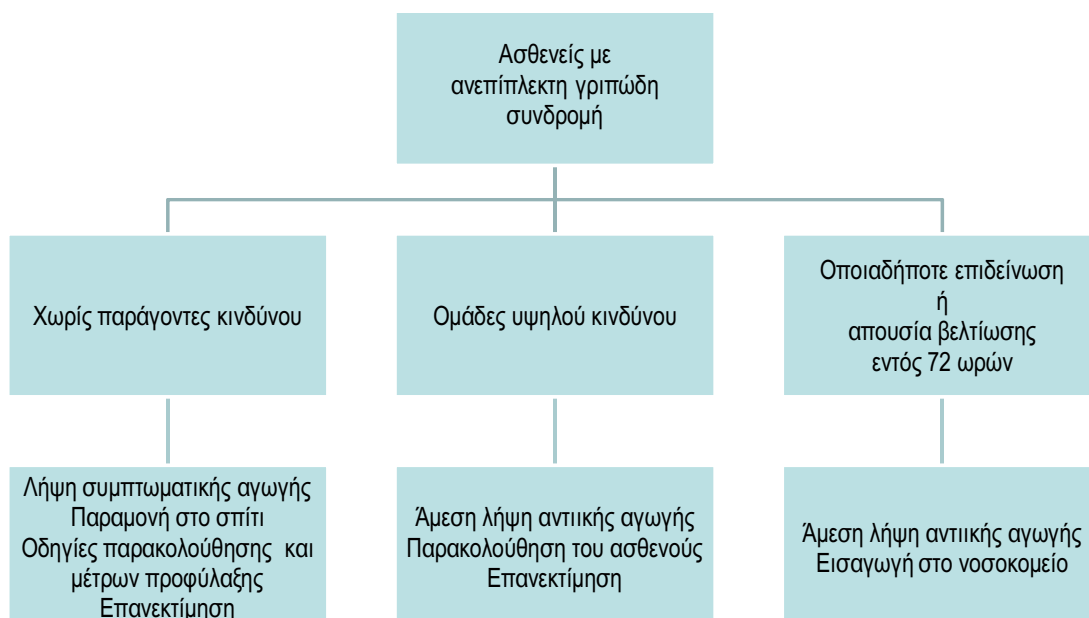 Ασθενείς με
ανεπίπλεκτη γριπώδη
συνδρομή
Χωρίς παράγοντες κινδύνου
Ομάδες υψηλού κινδύνου
Οποιαδήποτε επιδείνωση
ή
απουσία βελτίωσης
εντός 72 ωρών
Λήψη συμπτωματικής αγωγής
Παραμονή στο σπίτι
Οδηγίες παρακολούθησης και
μέτρων προφύλαξης
Επανεκτίμηση
Άμεση λήψη αντιικής αγωγής
Παρακολούθηση του ασθενούς
Επανεκτίμηση
Άμεση λήψη αντιικής αγωγής
Εισαγωγή στο νοσοκομείο